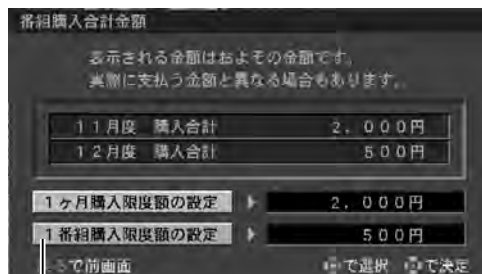 番組購入合計金額
表示される金額はおよその金額です。
実際に支払う金額と異なる場合もあります。
11月度 購入合計 2,000円
12月度 購入合計 500円
1ヶ月購入限度額の設定 2,000円
1番組購入限度額の設定 500円
で前画面 で選択 で決定